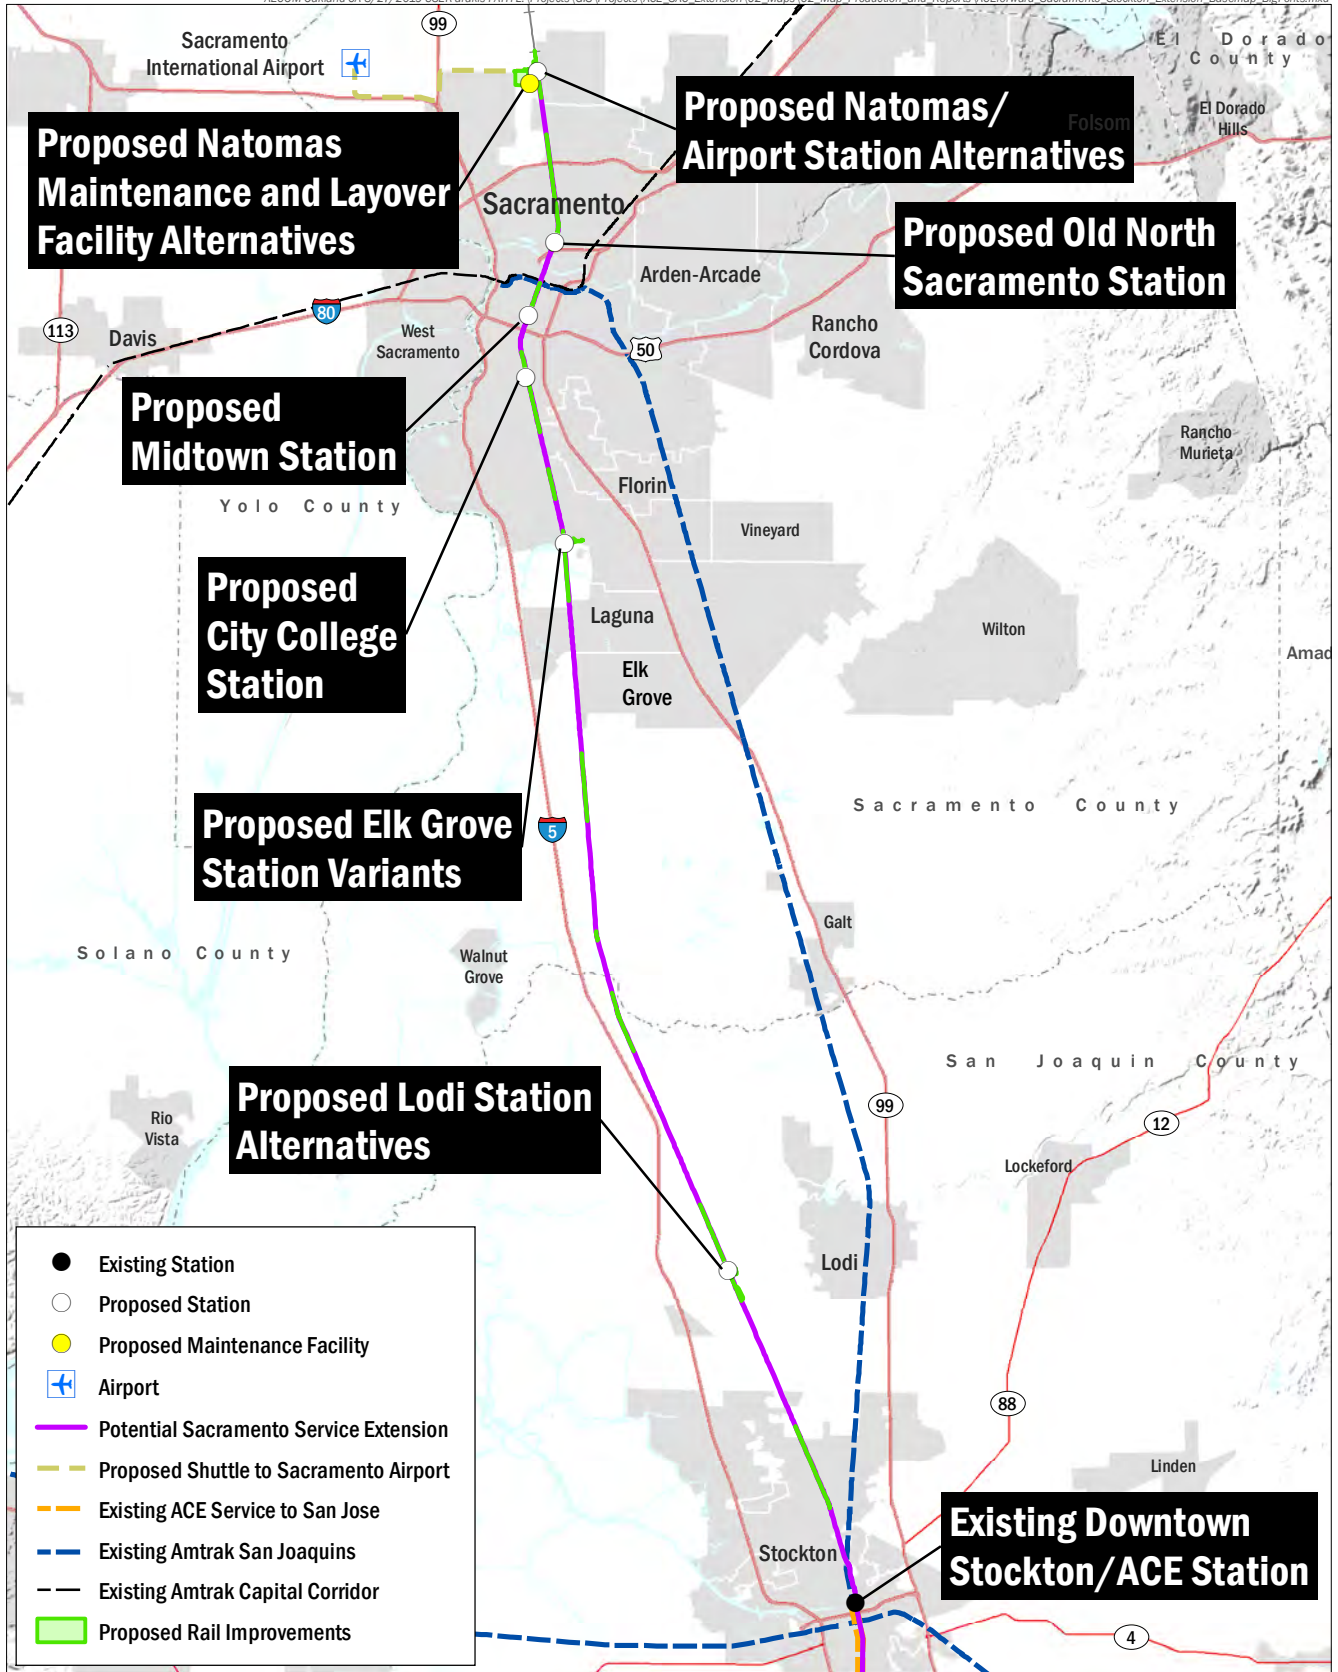 99
Sacramento
International Airport
El Dorado
County
El Dorado
Hills
Folsom
Proposed Natomas/
Airport Station Alternatives
Proposed Natomas
Maintenance and Layover
Facility Alternatives
Sacramento
Proposed Old North
Sacramento Station
Arden-Arcade
80
113
Davis
West
Sacramento
50
Rancho
Cordova
Proposed
Midtown Station
Rancho
Murieta
Florin
Yolo County
Vineyard
Proposed
City College
Station
Laguna
Wilton
Elk
Grove
Amad
Proposed Elk Grove
Station Variants
5
Sacramento County
Galt
Solano County
Walnut
Grove
San Joaquin County
Proposed Lodi Station
Alternatives
99
12
Rio
Vista
Lockeford
Lodi
Existing Station
Proposed Station
Proposed Maintenance Facility
Airport
Potential Sacramento Service Extension
Proposed Shuttle to Sacramento Airport
Existing ACE Service to San Jose
Existing Amtrak San Joaquins
Existing Amtrak Capital Corridor
Proposed Rail Improvements
88
Linden
Existing Downtown
Stockton/ACE Station
Stockton
4